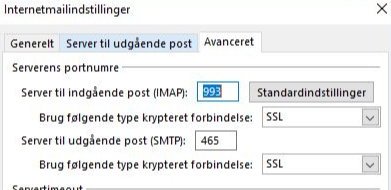 Internetmailindstillinger
Generelt Server til udgående post Avanceret
Serverens portnumre
Server til indgående post (IMAP): 993 Standardindstillinger
Brug følgende type krypteret forbindelse: SSL
Server til udgående post (SMTP): 465
Brug følgende type krypteret forbindelse: SSL
Servertimeout